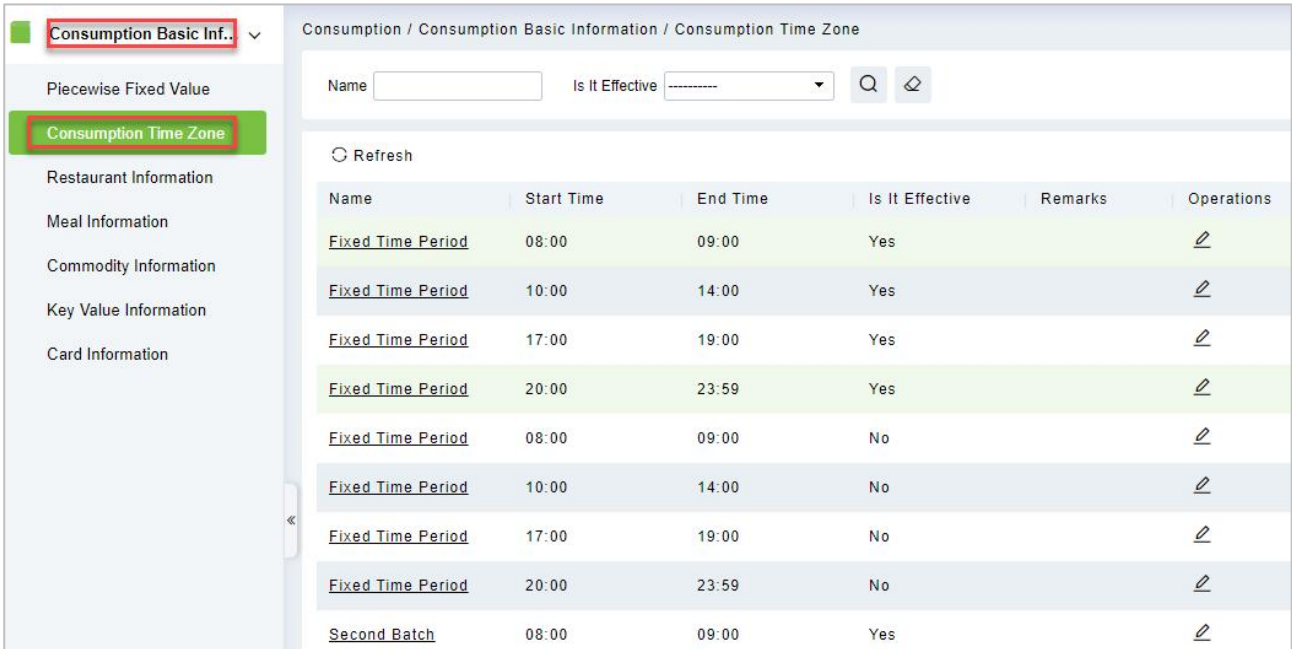 Consumption Basic Inf...
Consumption / Consumption Basic Information / Consumption Time Zone
Piecewise Fixed Value
Consumption Time Zone
Restaurant Information
Meal Information
Commodity Information
Key Value Information
Card Information
Name Is It Effective ----------
Refresh
Name Start Time End Time Is It Effective Remarks Operations
Fixed Time Period 08:00 09:00 Yes
Fixed Time Period 10:00 14:00 Yes
Fixed Time Period 17:00 19:00 Yes
Fixed Time Period 20:00 23:59 Yes
Fixed Time Period 08:00 09:00 No
Fixed Time Period 10:00 14:00 No
Fixed Time Period 17:00 19:00 No
Fixed Time Period 20:00 23:59 No
Second Batch 08:00 09:00 Yes